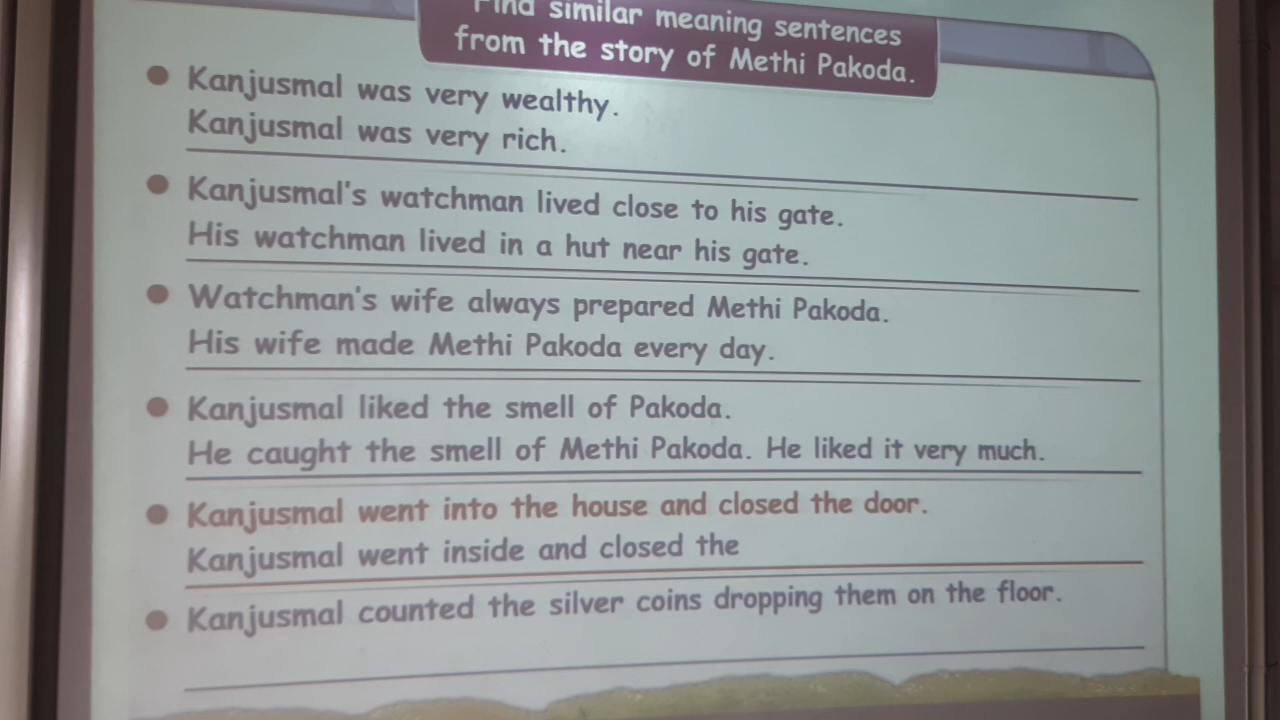 Find similar meaning sentences
from the story of Methi Pakoda.
Kanjusmal was very wealthy.
Kanjusmal was very rich.
Kanjusmal's watchman lived close to his gate.
His watchman lived in a hut near his gate.
Watchman's wife always prepared Methi Pakoda.
His wife made Methi Pakoda every day.
Kanjusmal liked the smell of Pakoda.
He caught the smell of Methi Pakoda. He liked it very much.
Kanjusmal went into the house and closed the door.
Kanjusmal went inside and closed the
Kanjusmal counted the silver coins dropping them on the floor.